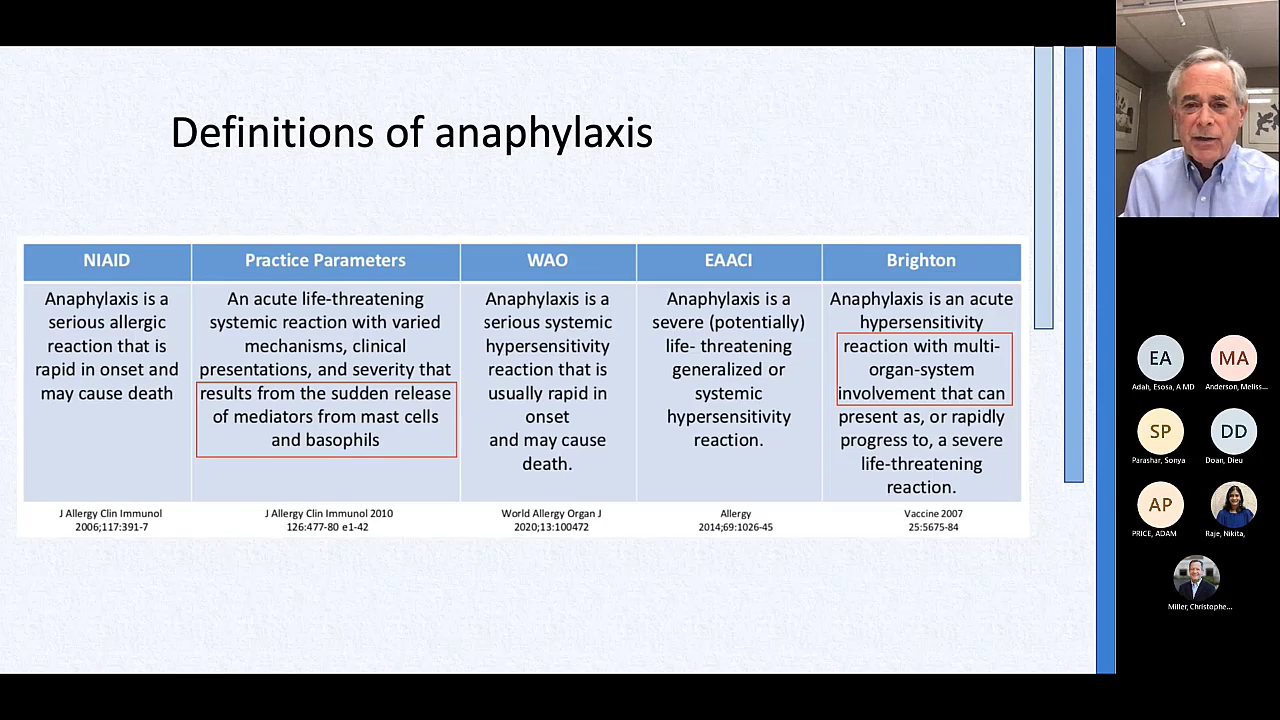 Definitions of anaphylaxis
NIAID
Anaphylaxis is a
serious allergic
reaction that is
rapid in onset and
may cause death
J Allergy Clin Immunol
2006;117:391-7
Practice Parameters
An acute life-threatening
systemic reaction with varied
mechanisms, clinical
presentations, and severity that
results from the sudden release
of mediators from mast cells
and basophils
J Allergy Clin Immunol 2010
126:477-80 e1-42
WAO
Anaphylaxis is a
serious systemic
hypersensitivity
reaction that is
usually rapid in
onset
and may cause
death.
World Allergy Organ J
2020;13:100472
EAACI
Anaphylaxis is a
severe (potentially)
life- threatening
generalized or
systemic
hypersensitivity
reaction.
Allergy
2014;69:1026-45
Brighton
Anaphylaxis is an acute
hypersensitivity
reaction with multi-
organ-system
involvement that can
present as, or rapidly
progress to, a severe
life-threatening
reaction.
Vaccine 2007
25:5675-84
EA
Adah, Esosa, A MD
MA
Anderson, Meliss...
SP
Parashar, Sonya
DD
Doan, Dieu
AP
PRICE, ADAM
Raje, Nikita,
Miller, Christophe...